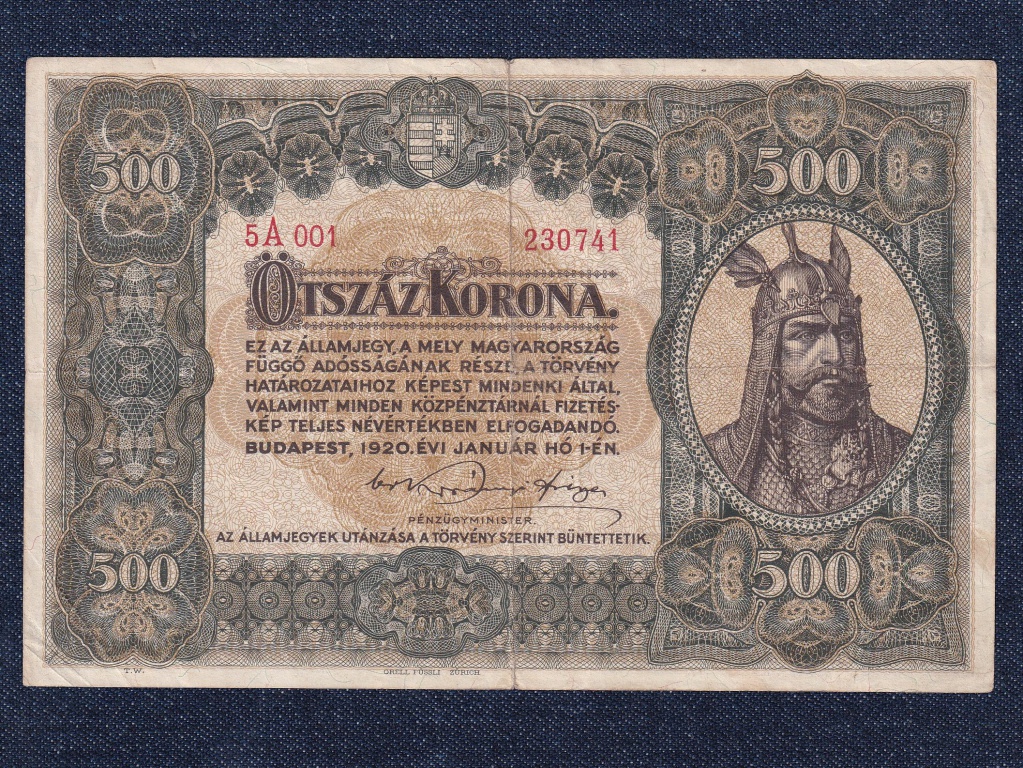 500
500
5A 001 230741
ÖTSZÁZ KORONA.
EZ AZ ÁLLAMJEGY, A MELY MAGYARORSZÁG
FÜGGŐ ADÓSSÁGÁNAK RÉSZE, A TÖRVÉNY
HATÁROZATAIHOZ KÉPEST MINDENKI ÁLTAL,
VALAMINT MINDEN KÖZPÉNZTÁRNÁL FIZETÉS-
KÉP TELJES NÉVÉRTÉKBEN ELFOGADANDÓ.
BUDAPEST, 1920. ÉVI JANUÁR HÓ 1-ÉN.
PÉNZÜGYMINISTER.
AZ ÁLLAMJEGYEK UTÁNZÁSA A TÖRVÉNY SZERINT BÜNTETTETIK.
500
500
T.W.
ORELL FÜSSLI ZÜRICH